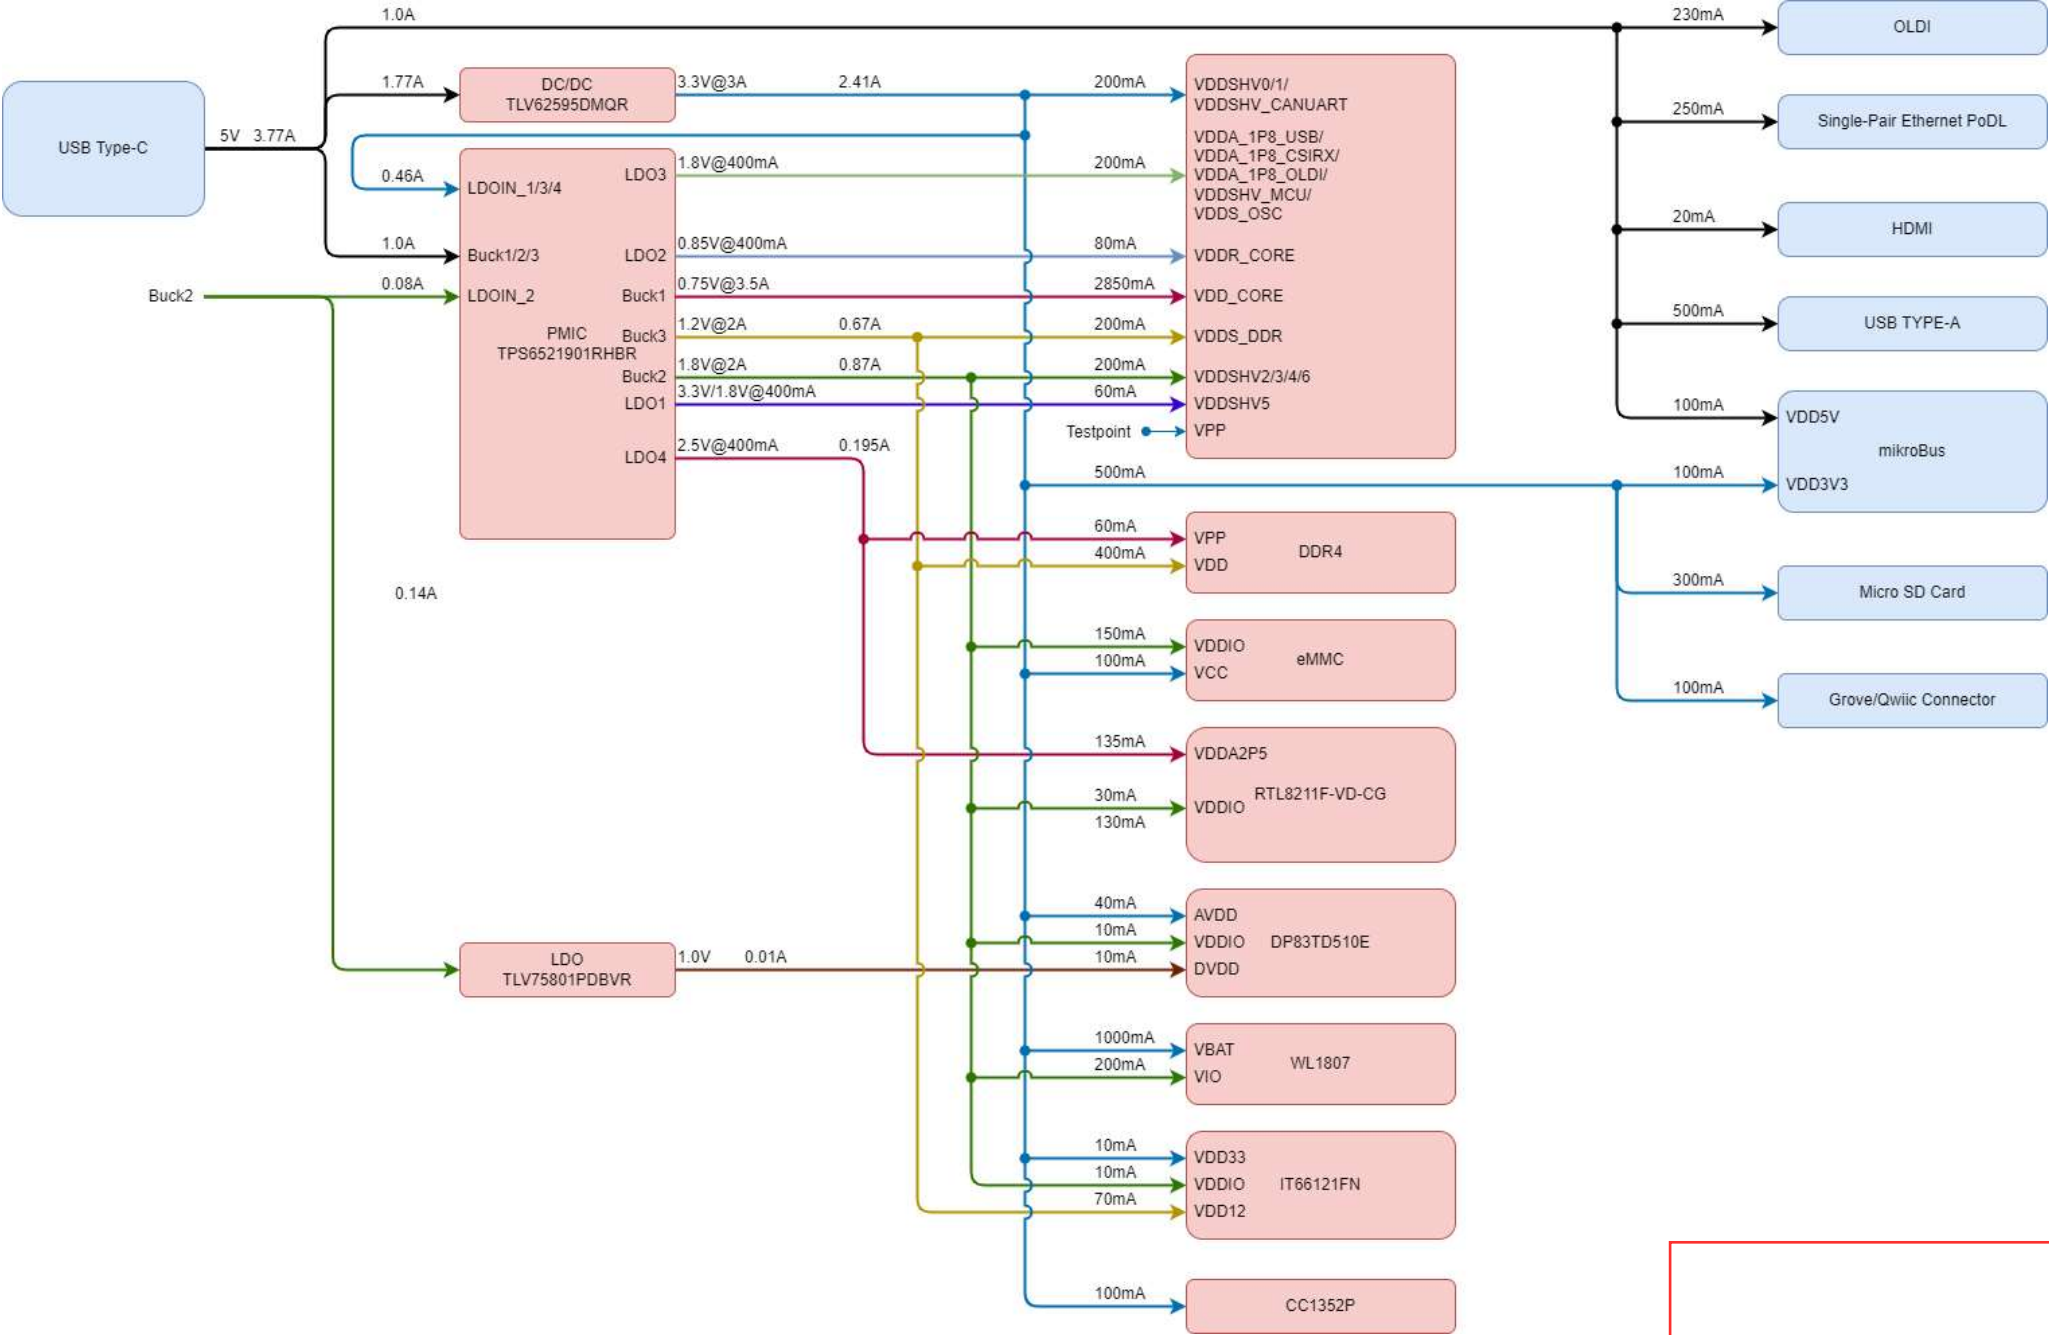 1.0A
230mA
OLDI
1.77A
DC/DC
TLV62595DMQR
3.3V@3A
2.41A
200mA
VDDSHV0/1/
VDDSHV_CANUART
250mA
Single-Pair Ethernet PoDL
USB Type-C
5V 3.77A
VDDA_1P8_USB/
VDDA_1P8_CSIRX/
VDDA_1P8_OLDI/
VDDSHV_MCU/
VDDS_OSC
0.46A
LDOIN_1/3/4
LDO3
1.8V@400mA
200mA
20mA
HDMI
1.0A
Buck1/2/3
LDO2
0.85V@400mA
80mA
VDDR_CORE
Buck2
0.08A
LDOIN_2
Buck1
0.75V@3.5A
2850mA
VDD_CORE
500mA
USB TYPE-A
PMIC
TPS6521901RHBR
Buck3
1.2V@2A
0.67A
200mA
VDDS_DDR
Buck2
1.8V@2A
0.87A
200mA
VDDSHV2/3/4/6
LDO1
3.3V/1.8V@400mA
60mA
VDDSHV5
100mA
VDD5V
mikroBus
Testpoint
VPP
LDO4
2.5V@400mA
0.195A
500mA
100mA
VDD3V3
60mA
VPP
DDR4
400mA
VDD
0.14A
300mA
Micro SD Card
150mA
VDDIO
eMMC
100mA
VCC
100mA
Grove/Qwiic Connector
135mA
VDDA2P5
RTL8211F-VD-CG
30mA
VDDIO
130mA
40mA
AVDD
10mA
VDDIO
DP83TD510E
LDO
TLV75801PDBVR
1.0V
0.01A
10mA
DVDD
1000mA
VBAT
WL1807
200mA
VIO
10mA
VDD33
10mA
VDDIO
IT66121FN
70mA
VDD12
100mA
CC1352P